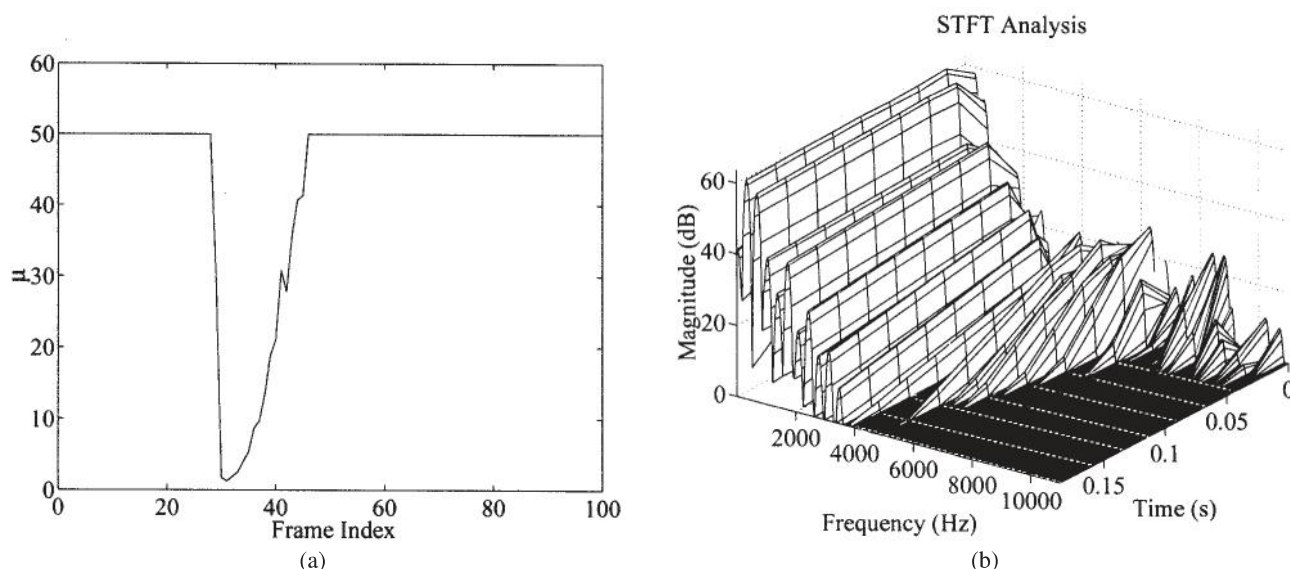 60
50
40
30
20
10
0
μ
0 20 40 60 80 100
Frame Index
(a)
STFT Analysis
60
40
20
0
Magnitude (dB)
2000
4000
6000
8000
10000
Frequency (Hz)
0
0.05
0.1
0.15
Time (s)
(b)